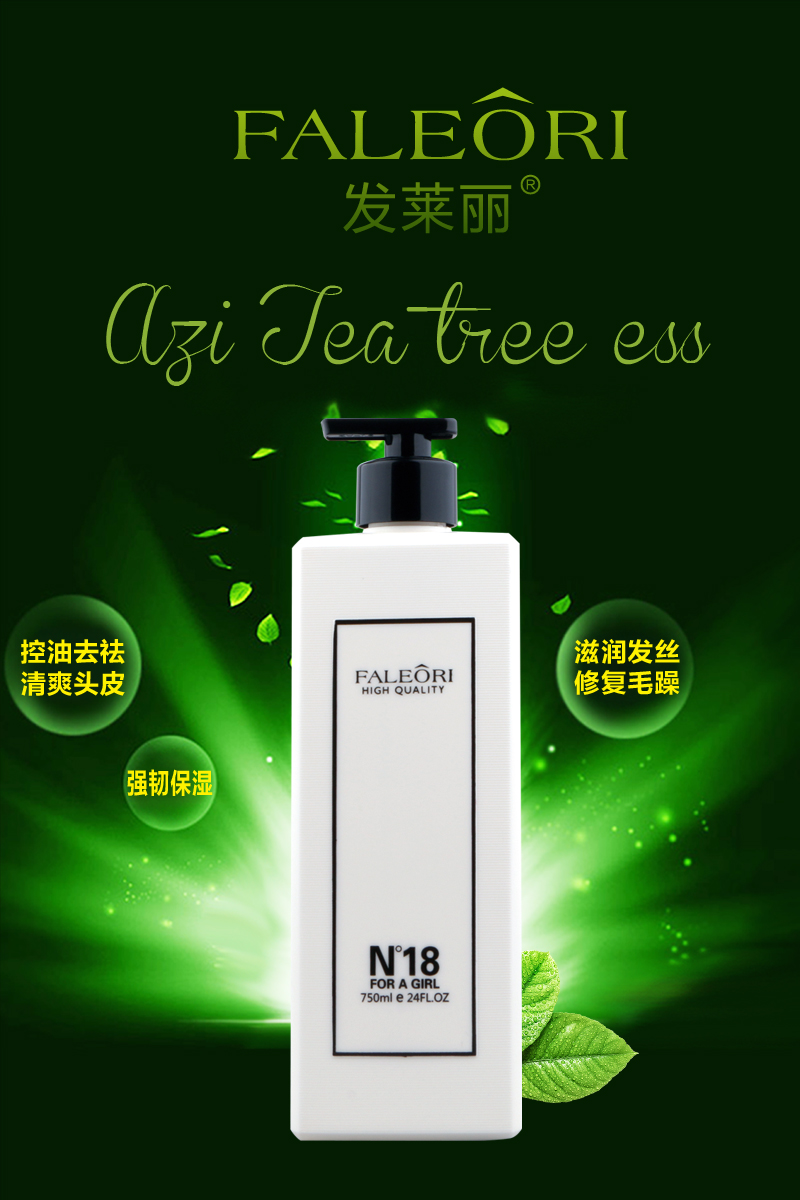 FALEÔRI
发莱丽®
Azi Tea tree ess
控油去祛
清爽头皮
强韧保湿
滋润发丝
修复毛躁
FALEÔRI
HIGH QUALITY
N°18
FOR A GIRL
750ml e 24FL.OZ